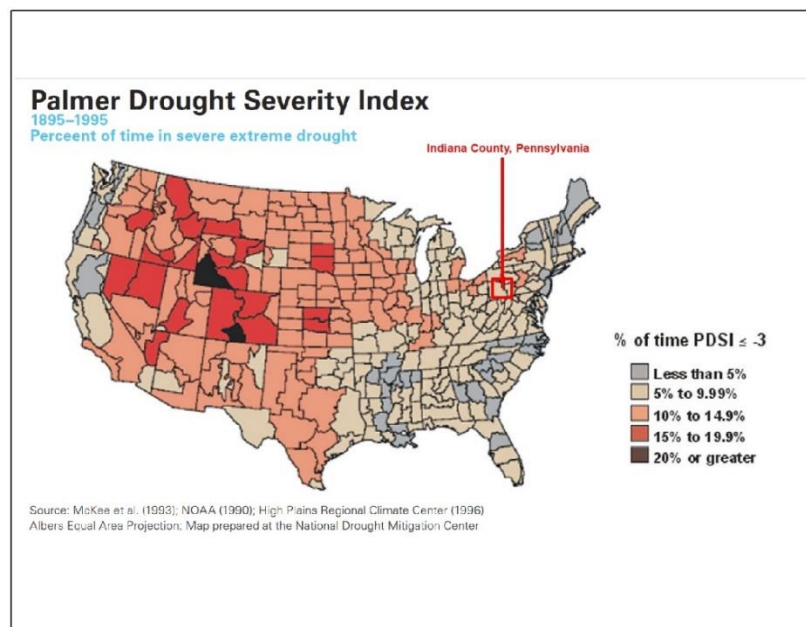 Palmer Drought Severity Index
1895–1995
Perceent of time in severe extreme drought
Indiana County, Pennsylvania
% of time PDSI ≤ -3
Less than 5%
5% to 9.99%
10% to 14.9%
15% to 19.9%
20% or greater
Source: McKee et al. (1993); NOAA (1990); High Plains Regional Climate Center (1996)
Albers Equal Area Projection: Map prepared at the National Drought Mitigation Center